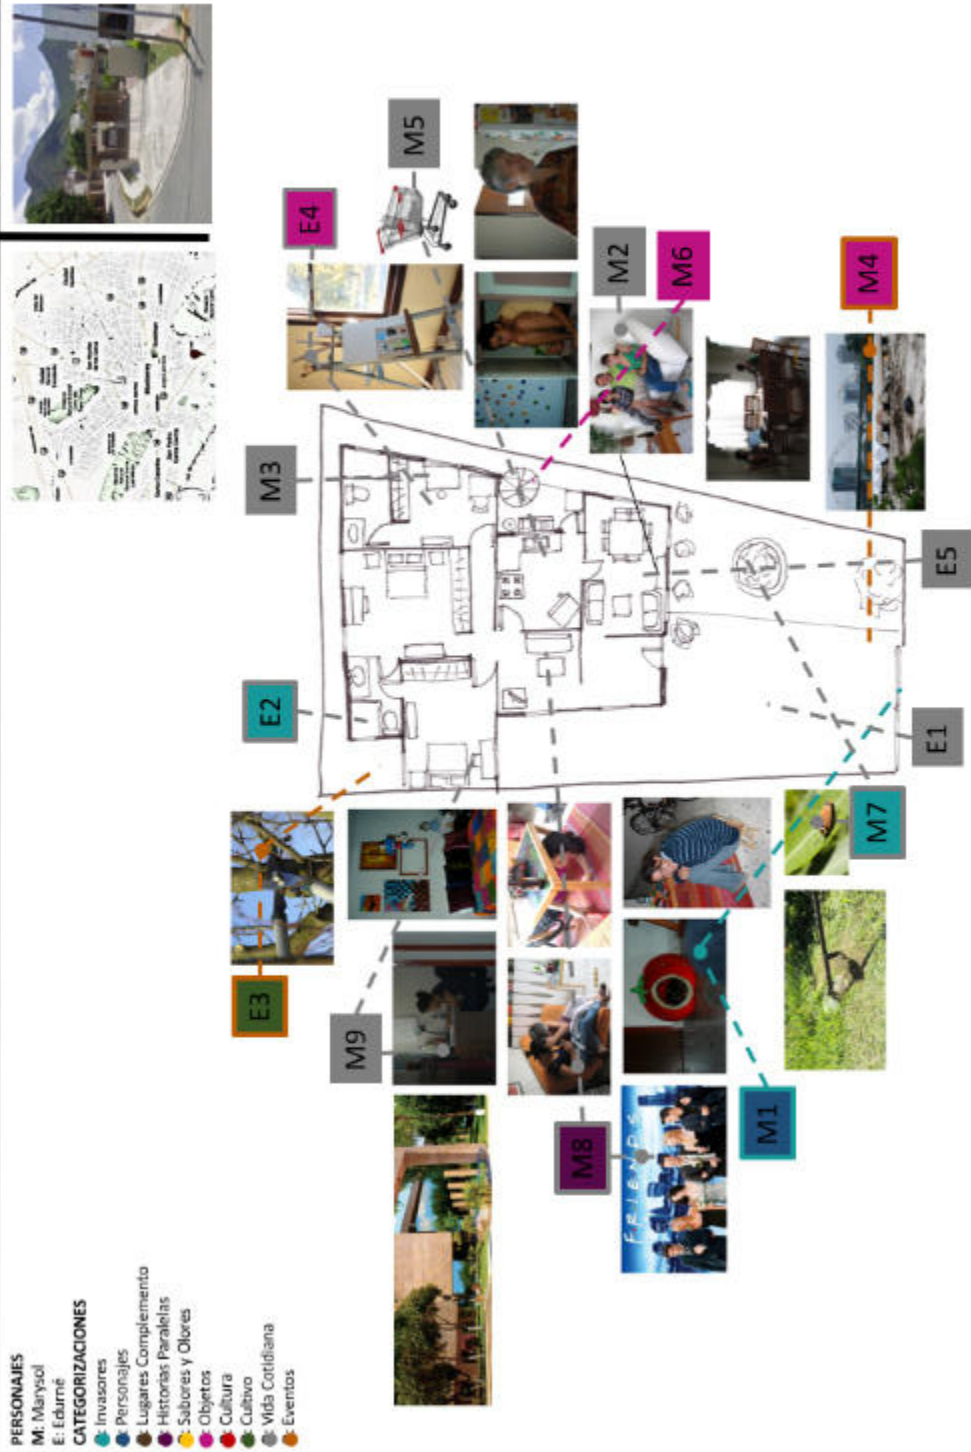 PERSONAJES
M: Marysol
E: Edurné
CATEGORIZACIONES
: Invasores
: Personajes
: Lugares Complemento
: Historias Paralelas
: Sabores y Olores
: Objetos
: Cultura
: Cultivo
: Vida Cotidiana
: Eventos
E3
E2
M3
E4
M5
M9
M2
M6
M8
FRIENDS
M1
M7
E1
E5
M4
Monterrey